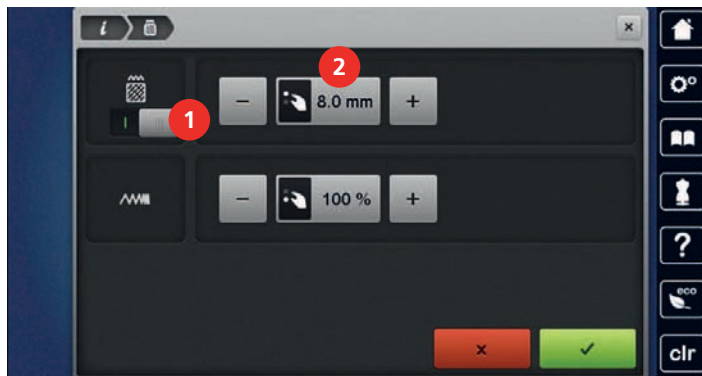 i
×
2
1
− 8.0 mm +
− 100 % +
?
eco
clr